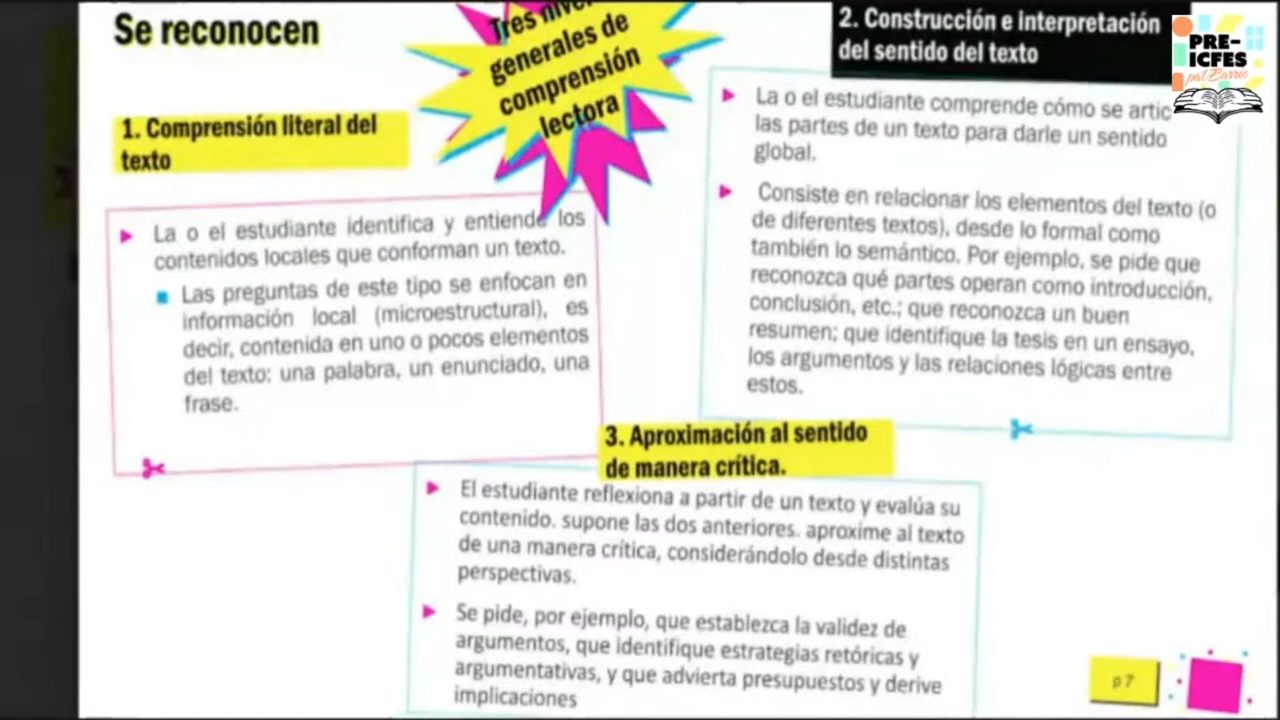 Se reconocen
Tres
generales de
comprensión
lectora
1. Comprensión literal del
texto
La o el estudiante identifica y entiende los
contenidos locales que conforman un texto.
Las preguntas de este tipo se enfocan en
información local (microestructural), es
decir, contenida en uno o pocos elementos
del texto; una palabra, un enunciado, una
frase.
2. Construcción e interpretación
del sentido del texto
PRE-
ICFES
pal Barrio
La o el estudiante comprende cómo se artic
las partes de un texto para darle un sentido
global.
Consiste en relacionar los elementos del texto (o
de diferentes textos), desde lo formal como
también lo semántico. Por ejemplo, se pide que
reconozca qué partes operan como introducción,
conclusión, etc.; que reconozca un buen
resumen; que identifique la tesis en un ensayo,
los argumentos y las relaciones lógicas entre
estos.
3. Aproximación al sentido
de manera crítica.
El estudiante reflexiona a partir de un texto y evalúa su
contenido. supone las dos anteriores. aproxime al texto
de una manera crítica, considerándolo desde distintas
perspectivas.
Se pide, por ejemplo, que establezca la validez de
argumentos, que identifique estrategias retóricas y
argumentativas, y que advierta presupuestos y derive
implicaciones
p 7